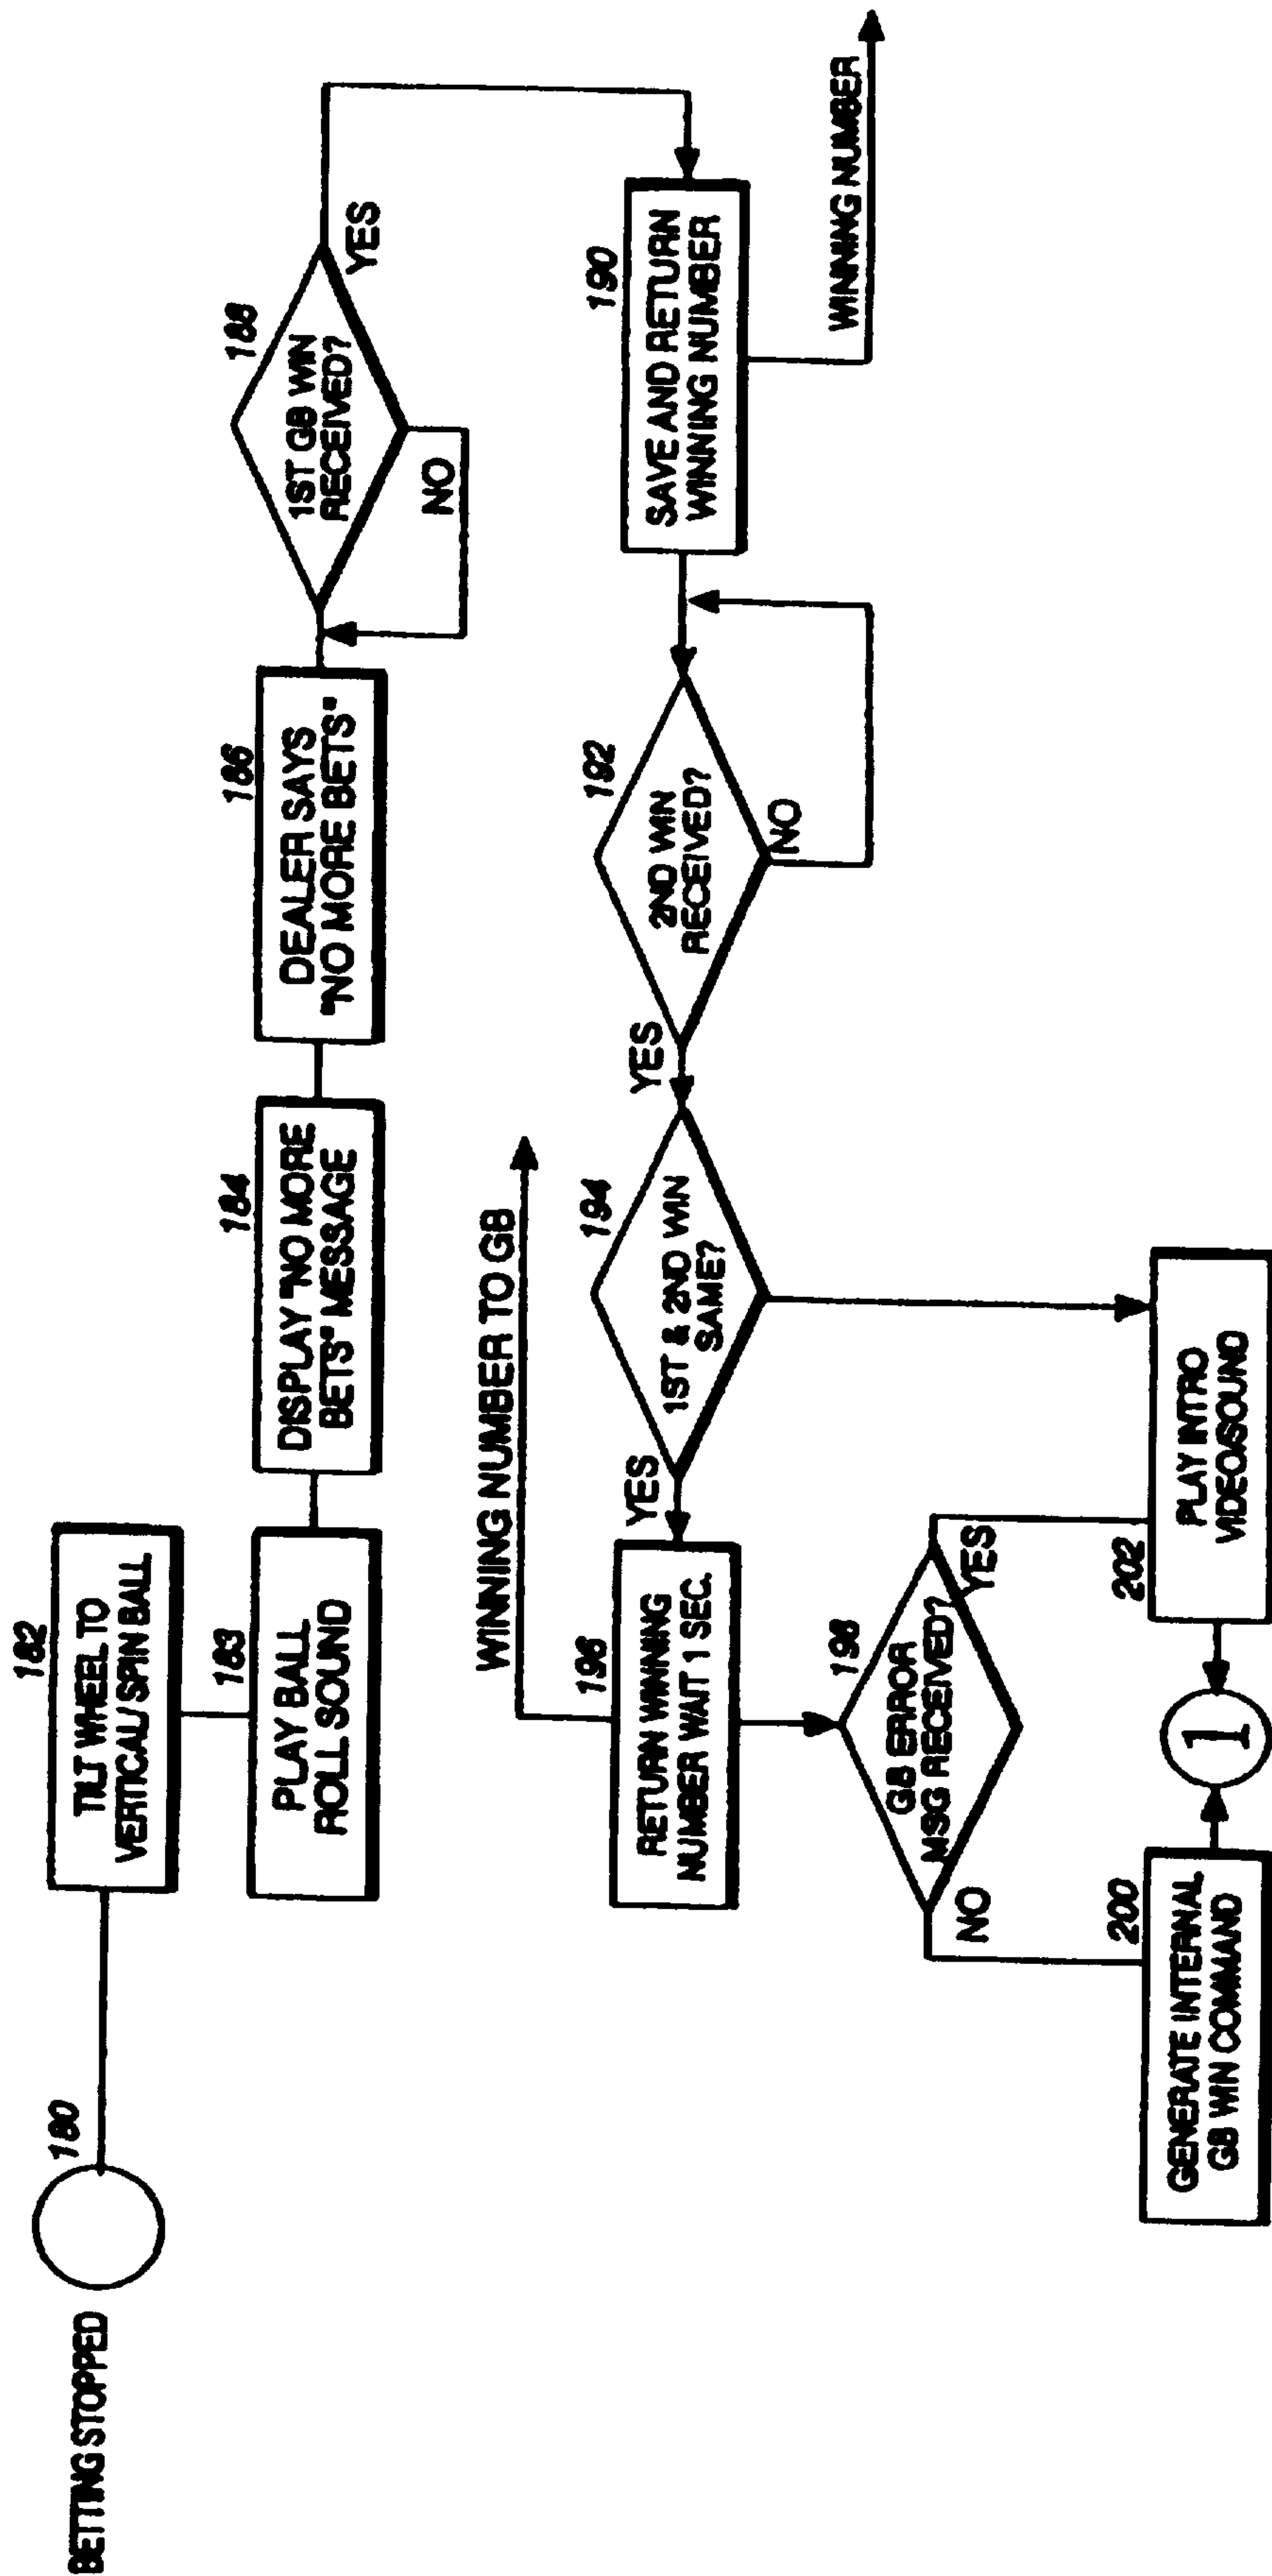 BETTING STOPPED
180
182
TILT WHEEL TO
VERTICAL/ SPIN BALL
183
PLAY BALL
ROLL SOUND
184
DISPLAY "NO MORE
BETS" MESSAGE
186
DEALER SAYS
"NO MORE BETS"
188
1ST GB WIN
RECEIVED?
YES
NO
190
SAVE AND RETURN
WINNING NUMBER
WINNING NUMBER
192
2ND WIN
RECEIVED?
NO
YES
194
1ST & 2ND WIN
SAME?
YES
WINNING NUMBER TO GB
196
RETURN WINNING
NUMBER WAIT 1 SEC.
198
GB ERROR
MSG RECEIVED?
YES
NO
200
GENERATE INTERNAL
GB WIN COMMAND
202
PLAY INTRO
VIDEO/SOUND
1